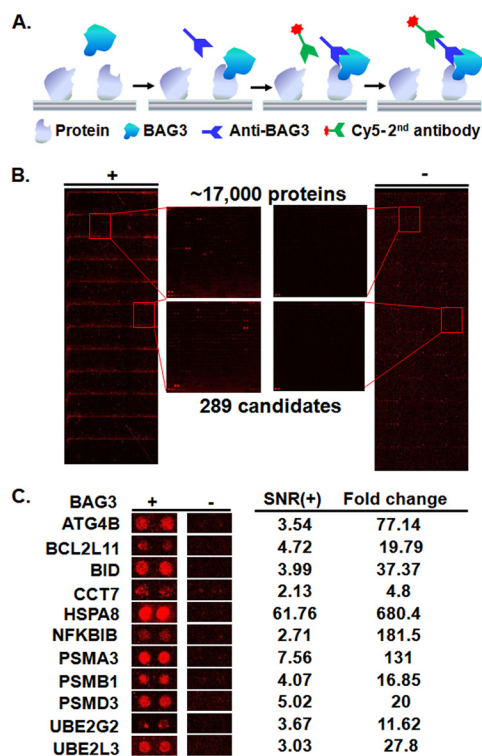 A.
Protein BAG3 Anti-BAG3 Cy5-2nd antibody
B.
+ -
~17,000 proteins
289 candidates
C.
BAG3 + - SNR(+) Fold change
ATG4B 3.54 77.14
BCL2L11 4.72 19.79
BID 3.99 37.37
CCT7 2.13 4.8
HSPA8 61.76 680.4
NFKBIB 2.71 181.5
PSMA3 7.56 131
PSMB1 4.07 16.85
PSMD3 5.02 20
UBE2G2 3.67 11.62
UBE2L3 3.03 27.8